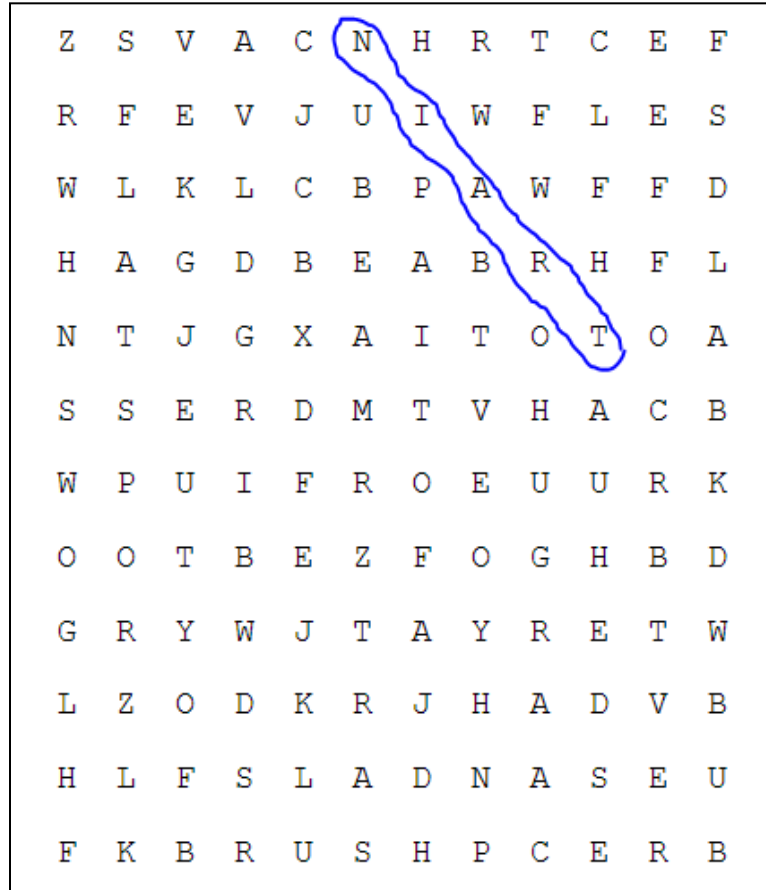 Z S V A C N H R T C E F
R F E V J U I W F L E S
W L K L C B P A W F F D
H A G D B E A B R H F L
N T J G X A I T O T O A
S S E R D M T V H A C B
W P U I F R O E U U R K
O O T B E Z F O G H B D
G R Y W J T A Y R E T W
L Z O D K R J H A D V B
H L F S L A D N A S E U
F K B R U S H P C E R B